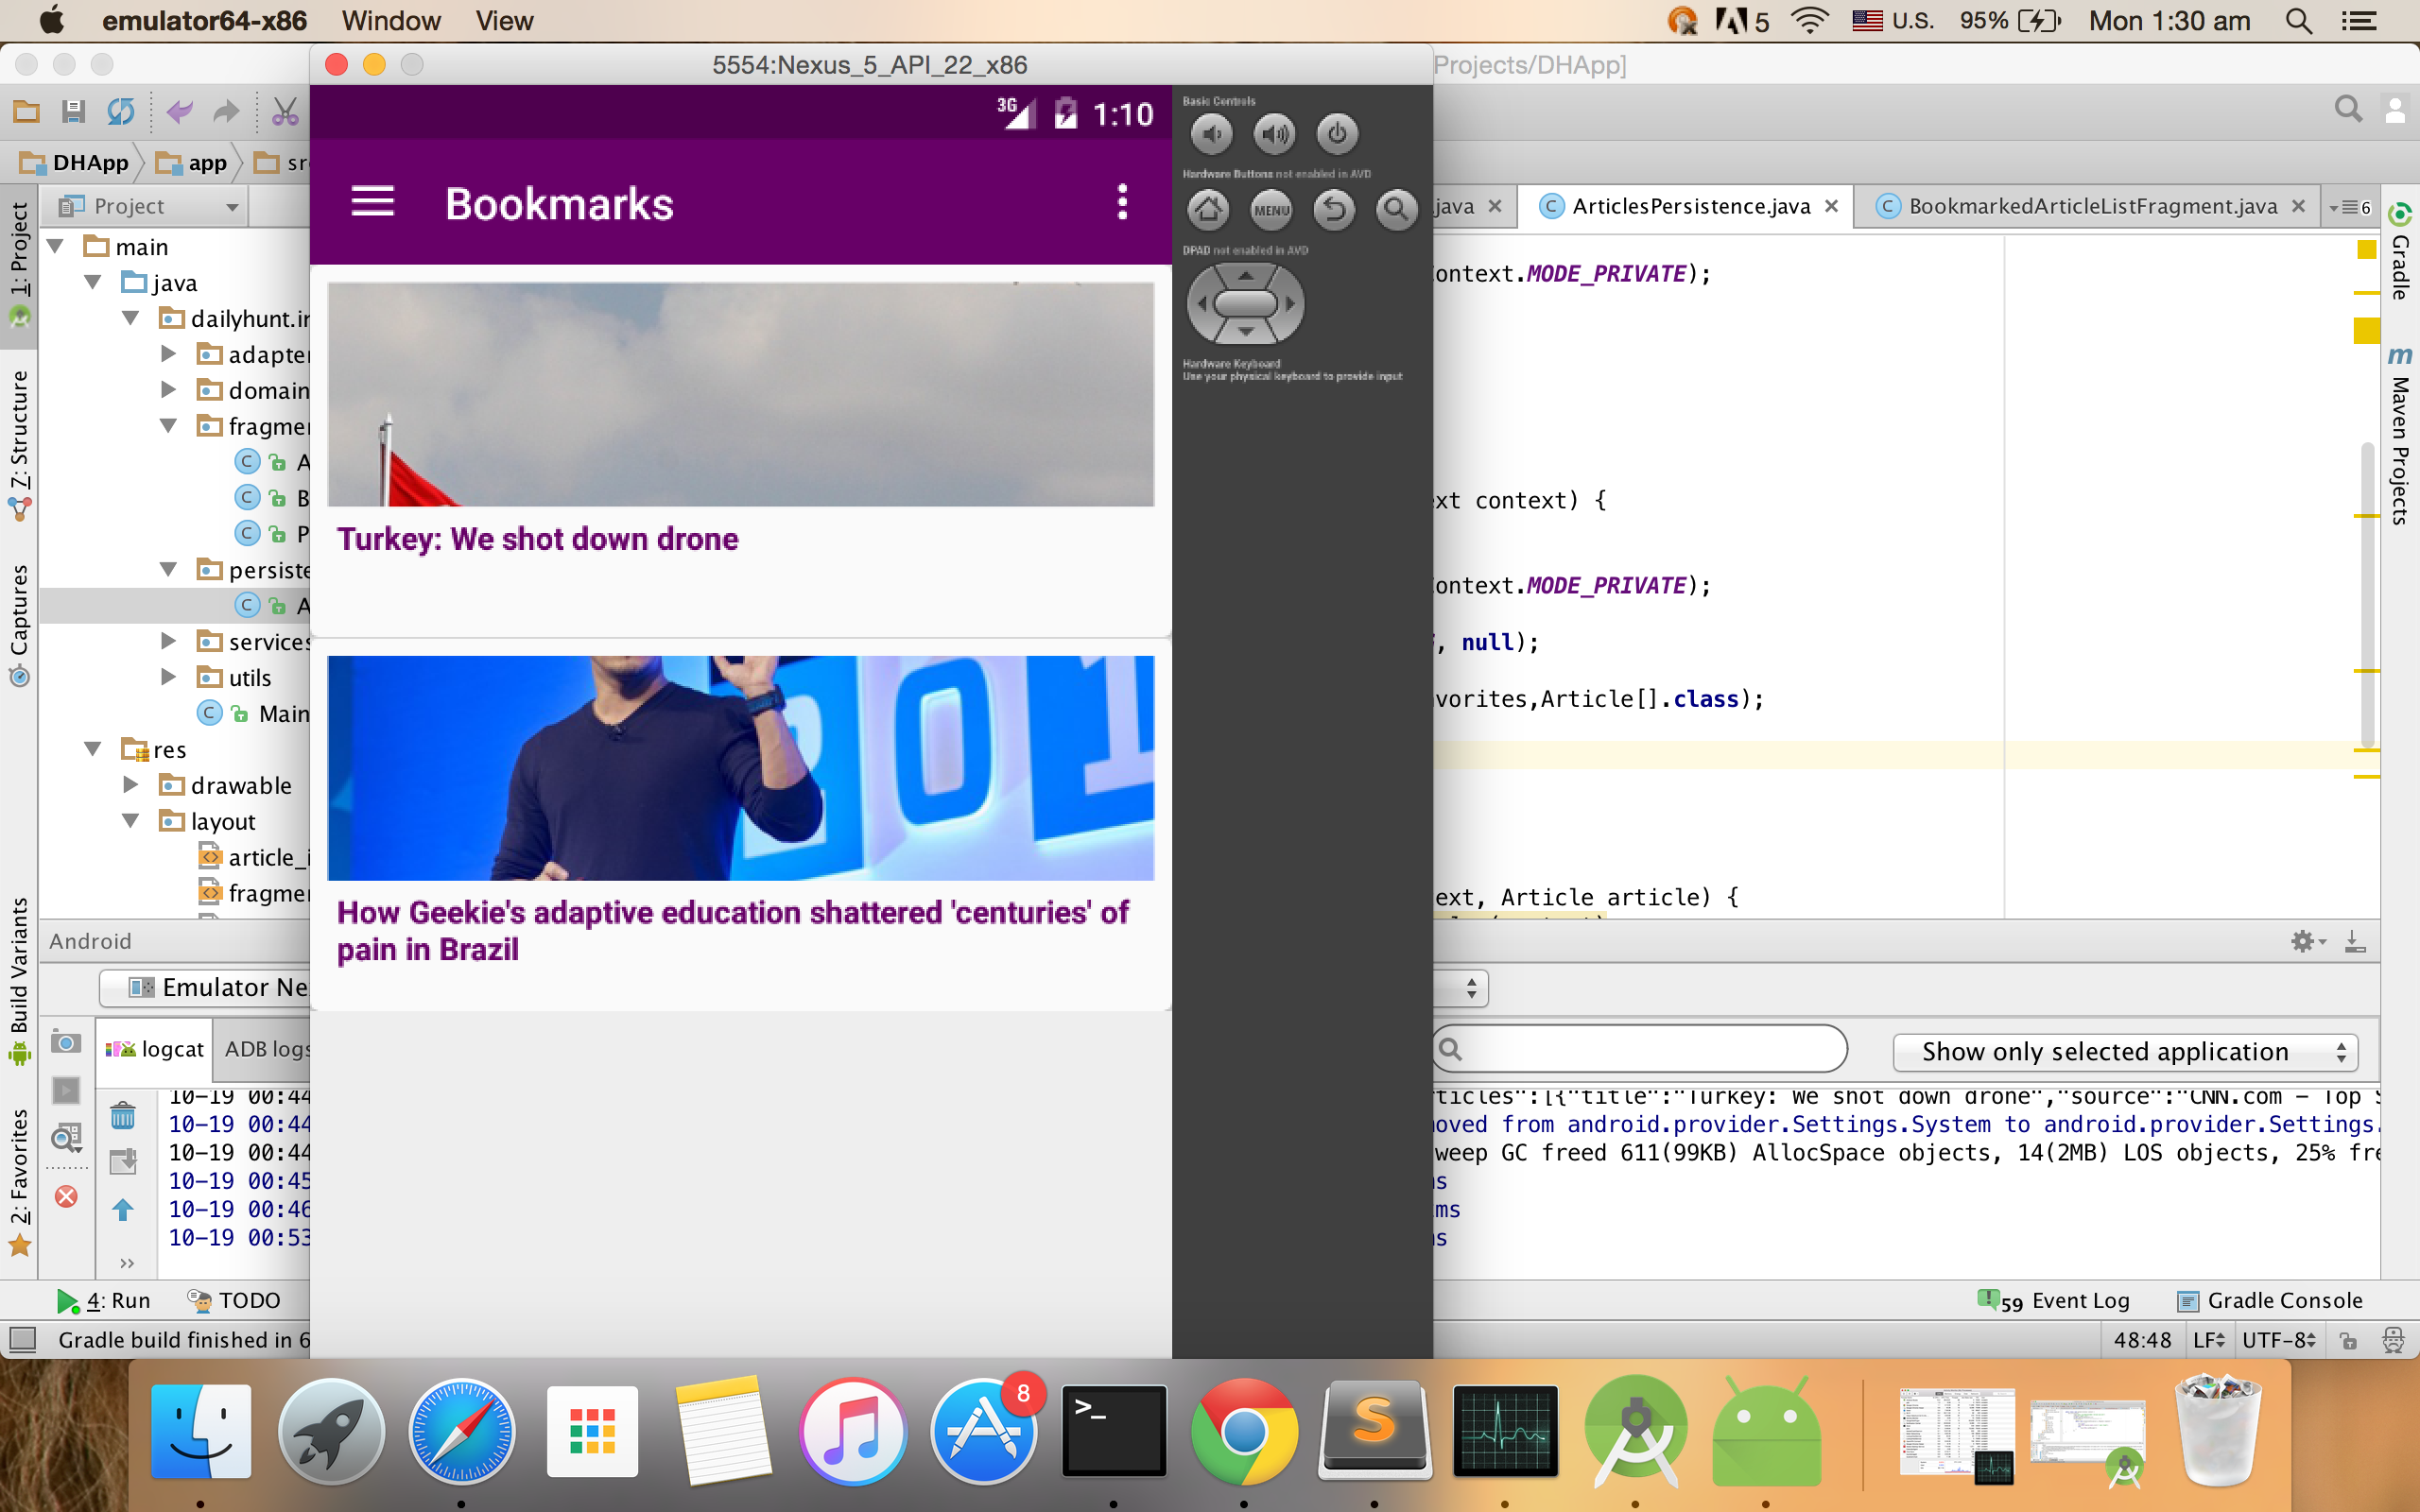 emulator64-x86 Window View 5 U.S. 95% Mon 1:30 am
5554:Nexus_5_API_22_x86
Projects/DHApp]
3G 1:10
Basic Controls
DHApp app
Hardware Buttons not enabled in AVD
MENU
Project
Bookmarks
java ArticlesPersistence.java BookmarkedArticleListFragment.java 6
DPAD not enabled in AVD
Hardware Keyboard
Use your physical keyboard to provide input
1: Project
Z: Structure
Captures
Build Variants
2: Favorites
main
java
dailyhunt.in
adapter
domain
A
B
P
A
services
utils
Main
res
drawable
layout
article_i
Turkey: We shot down drone
How Geekie's adaptive education shattered 'centuries' of
pain in Brazil
ontext.MODE_PRIVATE);
ext context) {
ontext.MODE_PRIVATE);
, null);
avorites,Article[].class);
ext, Article article) {
Gradle
m
Maven Projects
Android
Emulator Ne
logcat ADB logs
Show only selected application
10-19 00:44
10-19 00:44
10-19 00:44
10-19 00:45
10-19 00:46
10-19 00:53
ticles":[{"title":"Turkey: We shot down drone","source":"CNN.com – Top S
oved from android.provider.Settings.System to android.provider.Settings.
weep GC freed 611(99KB) AllocSpace objects, 14(2MB) LOS objects, 25% fre
ms
4: Run TODO
59 Event Log Gradle Console
Gradle build finished in 6
48:48 LF UTF-8
8
>_
S